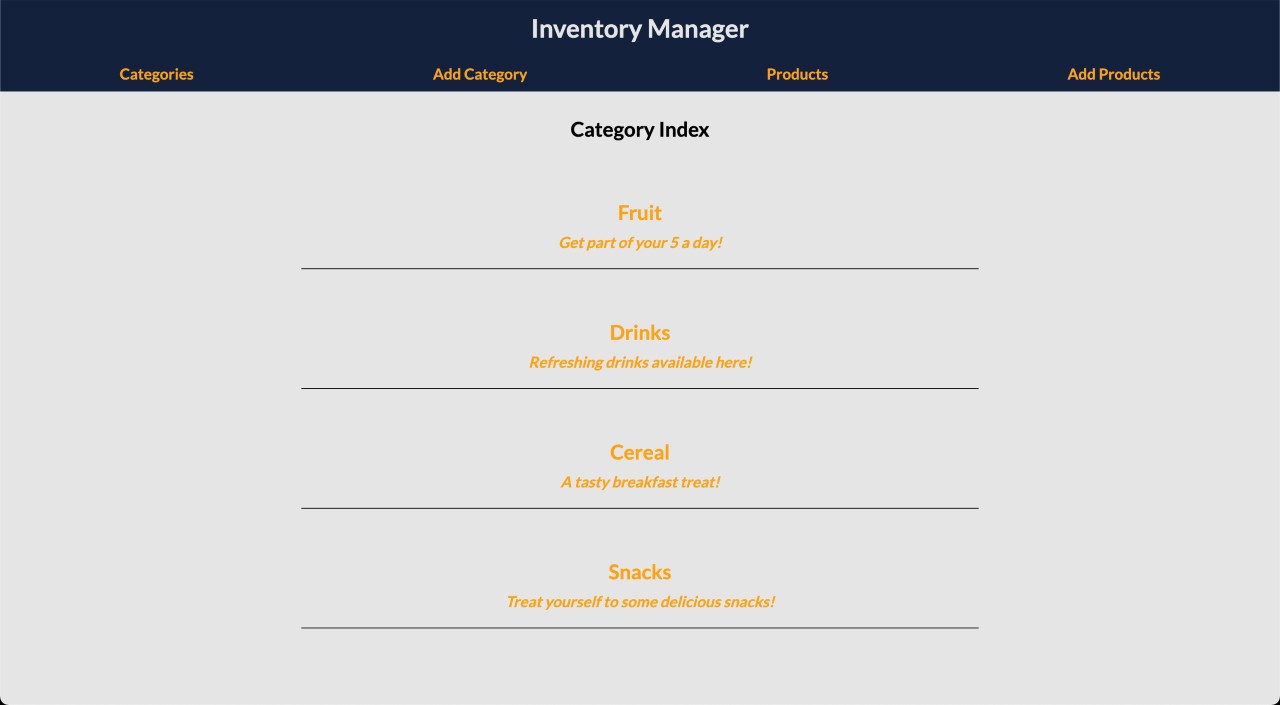 Inventory Manager
Categories Add Category Products Add Products
Category Index
Fruit
Get part of your 5 a day!
Drinks
Refreshing drinks available here!
Cereal
A tasty breakfast treat!
Snacks
Treat yourself to some delicious snacks!